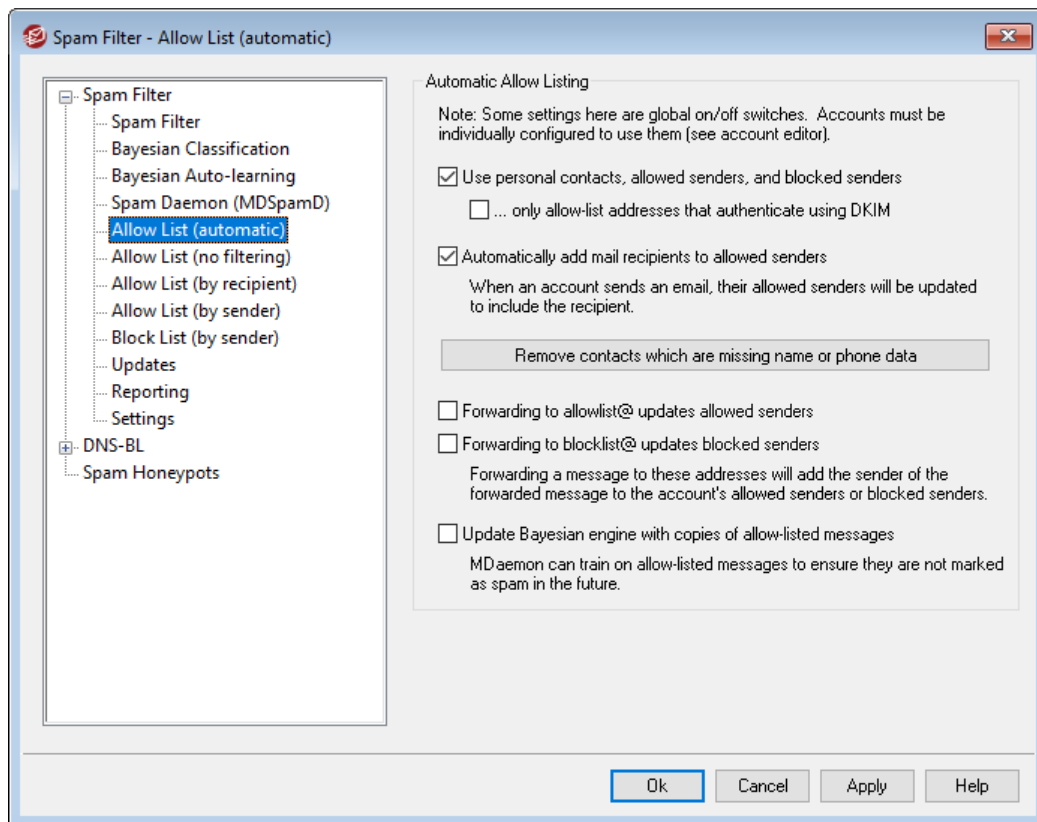 Spam Filter - Allow List (automatic)
Spam Filter
Spam Filter
Bayesian Classification
Bayesian Auto-learning
Spam Daemon (MDSpamD)
Allow List (automatic)
Allow List (no filtering)
Allow List (by recipient)
Allow List (by sender)
Block List (by sender)
Updates
Reporting
Settings
DNS-BL
Spam Honeypots
Automatic Allow Listing
Note: Some settings here are global on/off switches. Accounts must be
individually configured to use them (see account editor).
Use personal contacts, allowed senders, and blocked senders
... only allow-list addresses that authenticate using DKIM
Automatically add mail recipients to allowed senders
When an account sends an email, their allowed senders will be updated
to include the recipient.
Remove contacts which are missing name or phone data
Forwarding to allowlist@ updates allowed senders
Forwarding to blocklist@ updates blocked senders
Forwarding a message to these addresses will add the sender of the
forwarded message to the account's allowed senders or blocked senders.
Update Bayesian engine with copies of allow-listed messages
MDaemon can train on allow-listed messages to ensure they are not marked
as spam in the future.
Ok
Cancel
Apply
Help